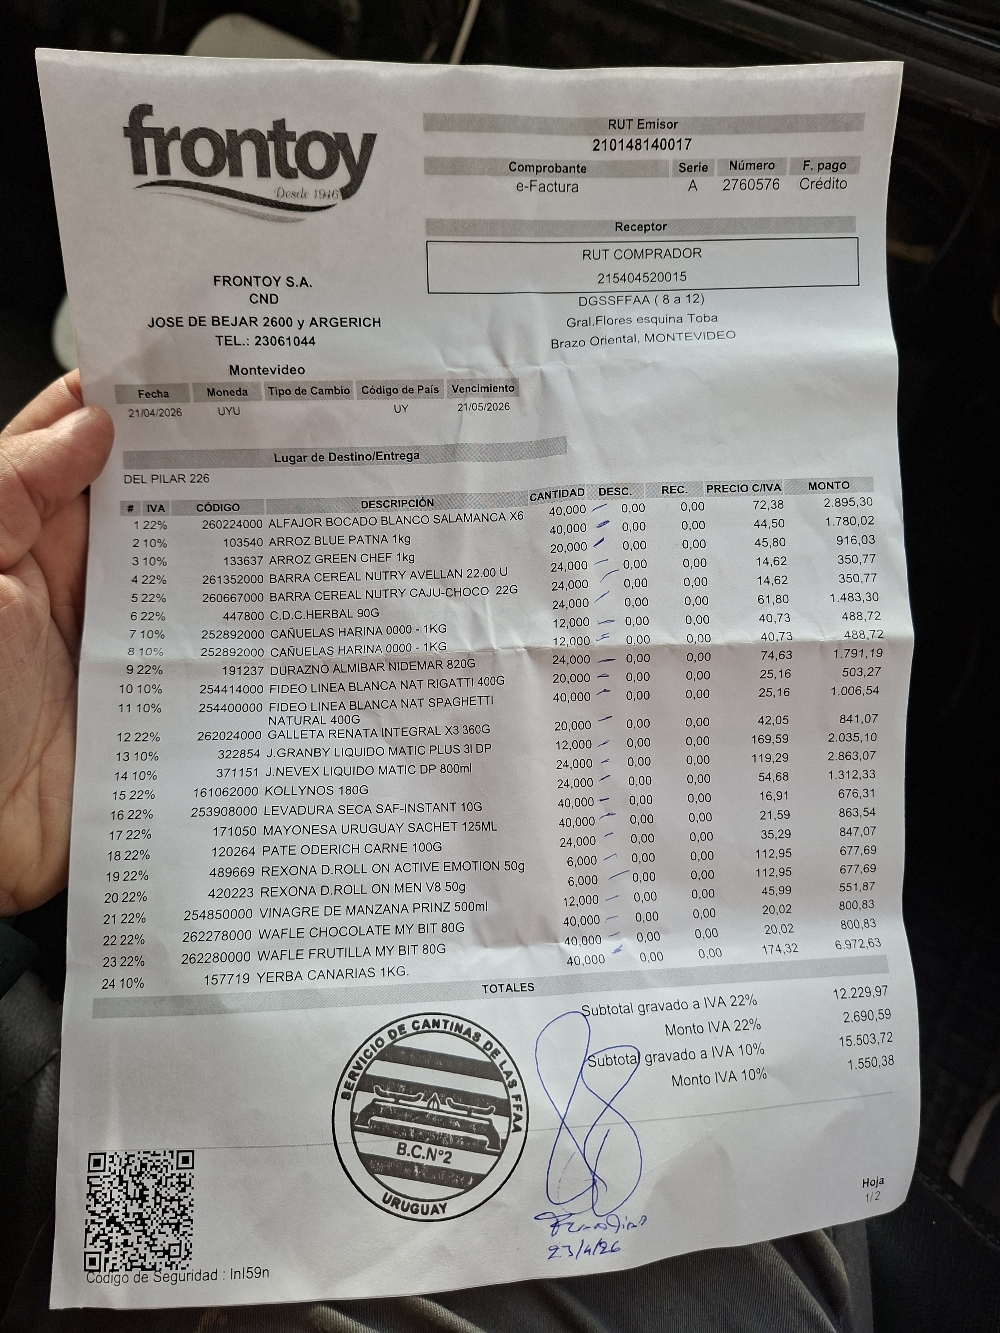 frontoy
Desde 1946
RUT Emisor
210148140017
Comprobante Serie Número F. pago
e-Factura A 2760576 Crédito
Receptor
RUT COMPRADOR
215404520015
DGSSFFAA ( 8 a 12)
Gral.Flores esquina Toba
Brazo Oriental, MONTEVIDEO
FRONTOY S.A.
CND
JOSE DE BEJAR 2600 y ARGERICH
TEL.: 23061044
Montevideo
Fecha Moneda Tipo de Cambio Código de País Vencimiento
21/04/2026 UYU UY 21/05/2026
Lugar de Destino/Entrega
DEL PILAR 226
# IVA CÓDIGO DESCRIPCIÓN CANTIDAD DESC. REC. PRECIO C/IVA MONTO
1 22% 260224000 ALFAJOR BOCADO BLANCO SALAMANCA X6 40,000 0,00 0,00 72,38 2.895,30
2 10% 103540 ARROZ BLUE PATNA 1kg 40,000 0,00 0,00 44,50 1.780,02
3 10% 133637 ARROZ GREEN CHEF 1kg 20,000 0,00 0,00 45,80 916,03
4 22% 261352000 BARRA CEREAL NUTRY AVELLAN 22.00 U 24,000 0,00 0,00 14,62 350,77
5 22% 260667000 BARRA CEREAL NUTRY CAJU-CHOCO 22G 24,000 0,00 0,00 14,62 350,77
6 22% 447800 C.D.C.HERBAL 90G 24,000 0,00 0,00 61,80 1.483,30
7 10% 252892000 CAÑUELAS HARINA 0000 - 1KG 12,000 0,00 0,00 40,73 488,72
8 10% 252892000 CAÑUELAS HARINA 0000 - 1KG 12,000 0,00 0,00 40,73 488,72
9 22% 191237 DURAZNO ALMIBAR NIDEMAR 820G 24,000 0,00 0,00 74,63 1.791,19
10 10% 254414000 FIDEO LINEA BLANCA NAT RIGATTI 400G 20,000 0,00 0,00 25,16 503,27
11 10% 254400000 FIDEO LINEA BLANCA NAT SPAGHETTI 40,000 0,00 0,00 25,16 1.006,54
NATURAL 400G
12 22% 262024000 GALLETA RENATA INTEGRAL X3 360G 20,000 0,00 0,00 42,05 841,07
13 10% 322854 J.GRANBY LIQUIDO MATIC PLUS 3l DP 12,000 0,00 0,00 169,59 2.035,10
14 10% 371151 J.NEVEX LIQUIDO MATIC DP 800ml 24,000 0,00 0,00 119,29 2.863,07
15 22% 161062000 KOLLYNOS 180G 24,000 0,00 0,00 54,68 1.312,33
16 22% 253908000 LEVADURA SECA SAF-INSTANT 10G 40,000 0,00 0,00 16,91 676,31
17 22% 171050 MAYONESA URUGUAY SACHET 125ML 40,000 0,00 0,00 21,59 863,54
18 22% 120264 PATE ODERICH CARNE 100G 24,000 0,00 0,00 35,29 847,07
19 22% 489669 REXONA D.ROLL ON ACTIVE EMOTION 50g 6,000 0,00 0,00 112,95 677,69
20 22% 420223 REXONA D.ROLL ON MEN V8 50g 6,000 0,00 0,00 112,95 677,69
21 22% 254850000 VINAGRE DE MANZANA PRINZ 500ml 12,000 0,00 0,00 45,99 551,87
22 22% 262278000 WAFLE CHOCOLATE MY BIT 80G 40,000 0,00 0,00 20,02 800,83
23 22% 262280000 WAFLE FRUTILLA MY BIT 80G 40,000 0,00 0,00 20,02 800,83
24 10% 157719 YERBA CANARIAS 1KG. 40,000 0,00 0,00 174,32 6.972,63
TOTALES
Subtotal gravado a IVA 22% 12.229,97
Monto IVA 22% 2.690,59
Subtotal gravado a IVA 10% 15.503,72
Monto IVA 10% 1.550,38
SERVICIO DE CANTINAS DE LAS FFAA
B.C.Nº2
URUGUAY
23/4/26
Hoja
1/2
Código de Seguridad : InI59n